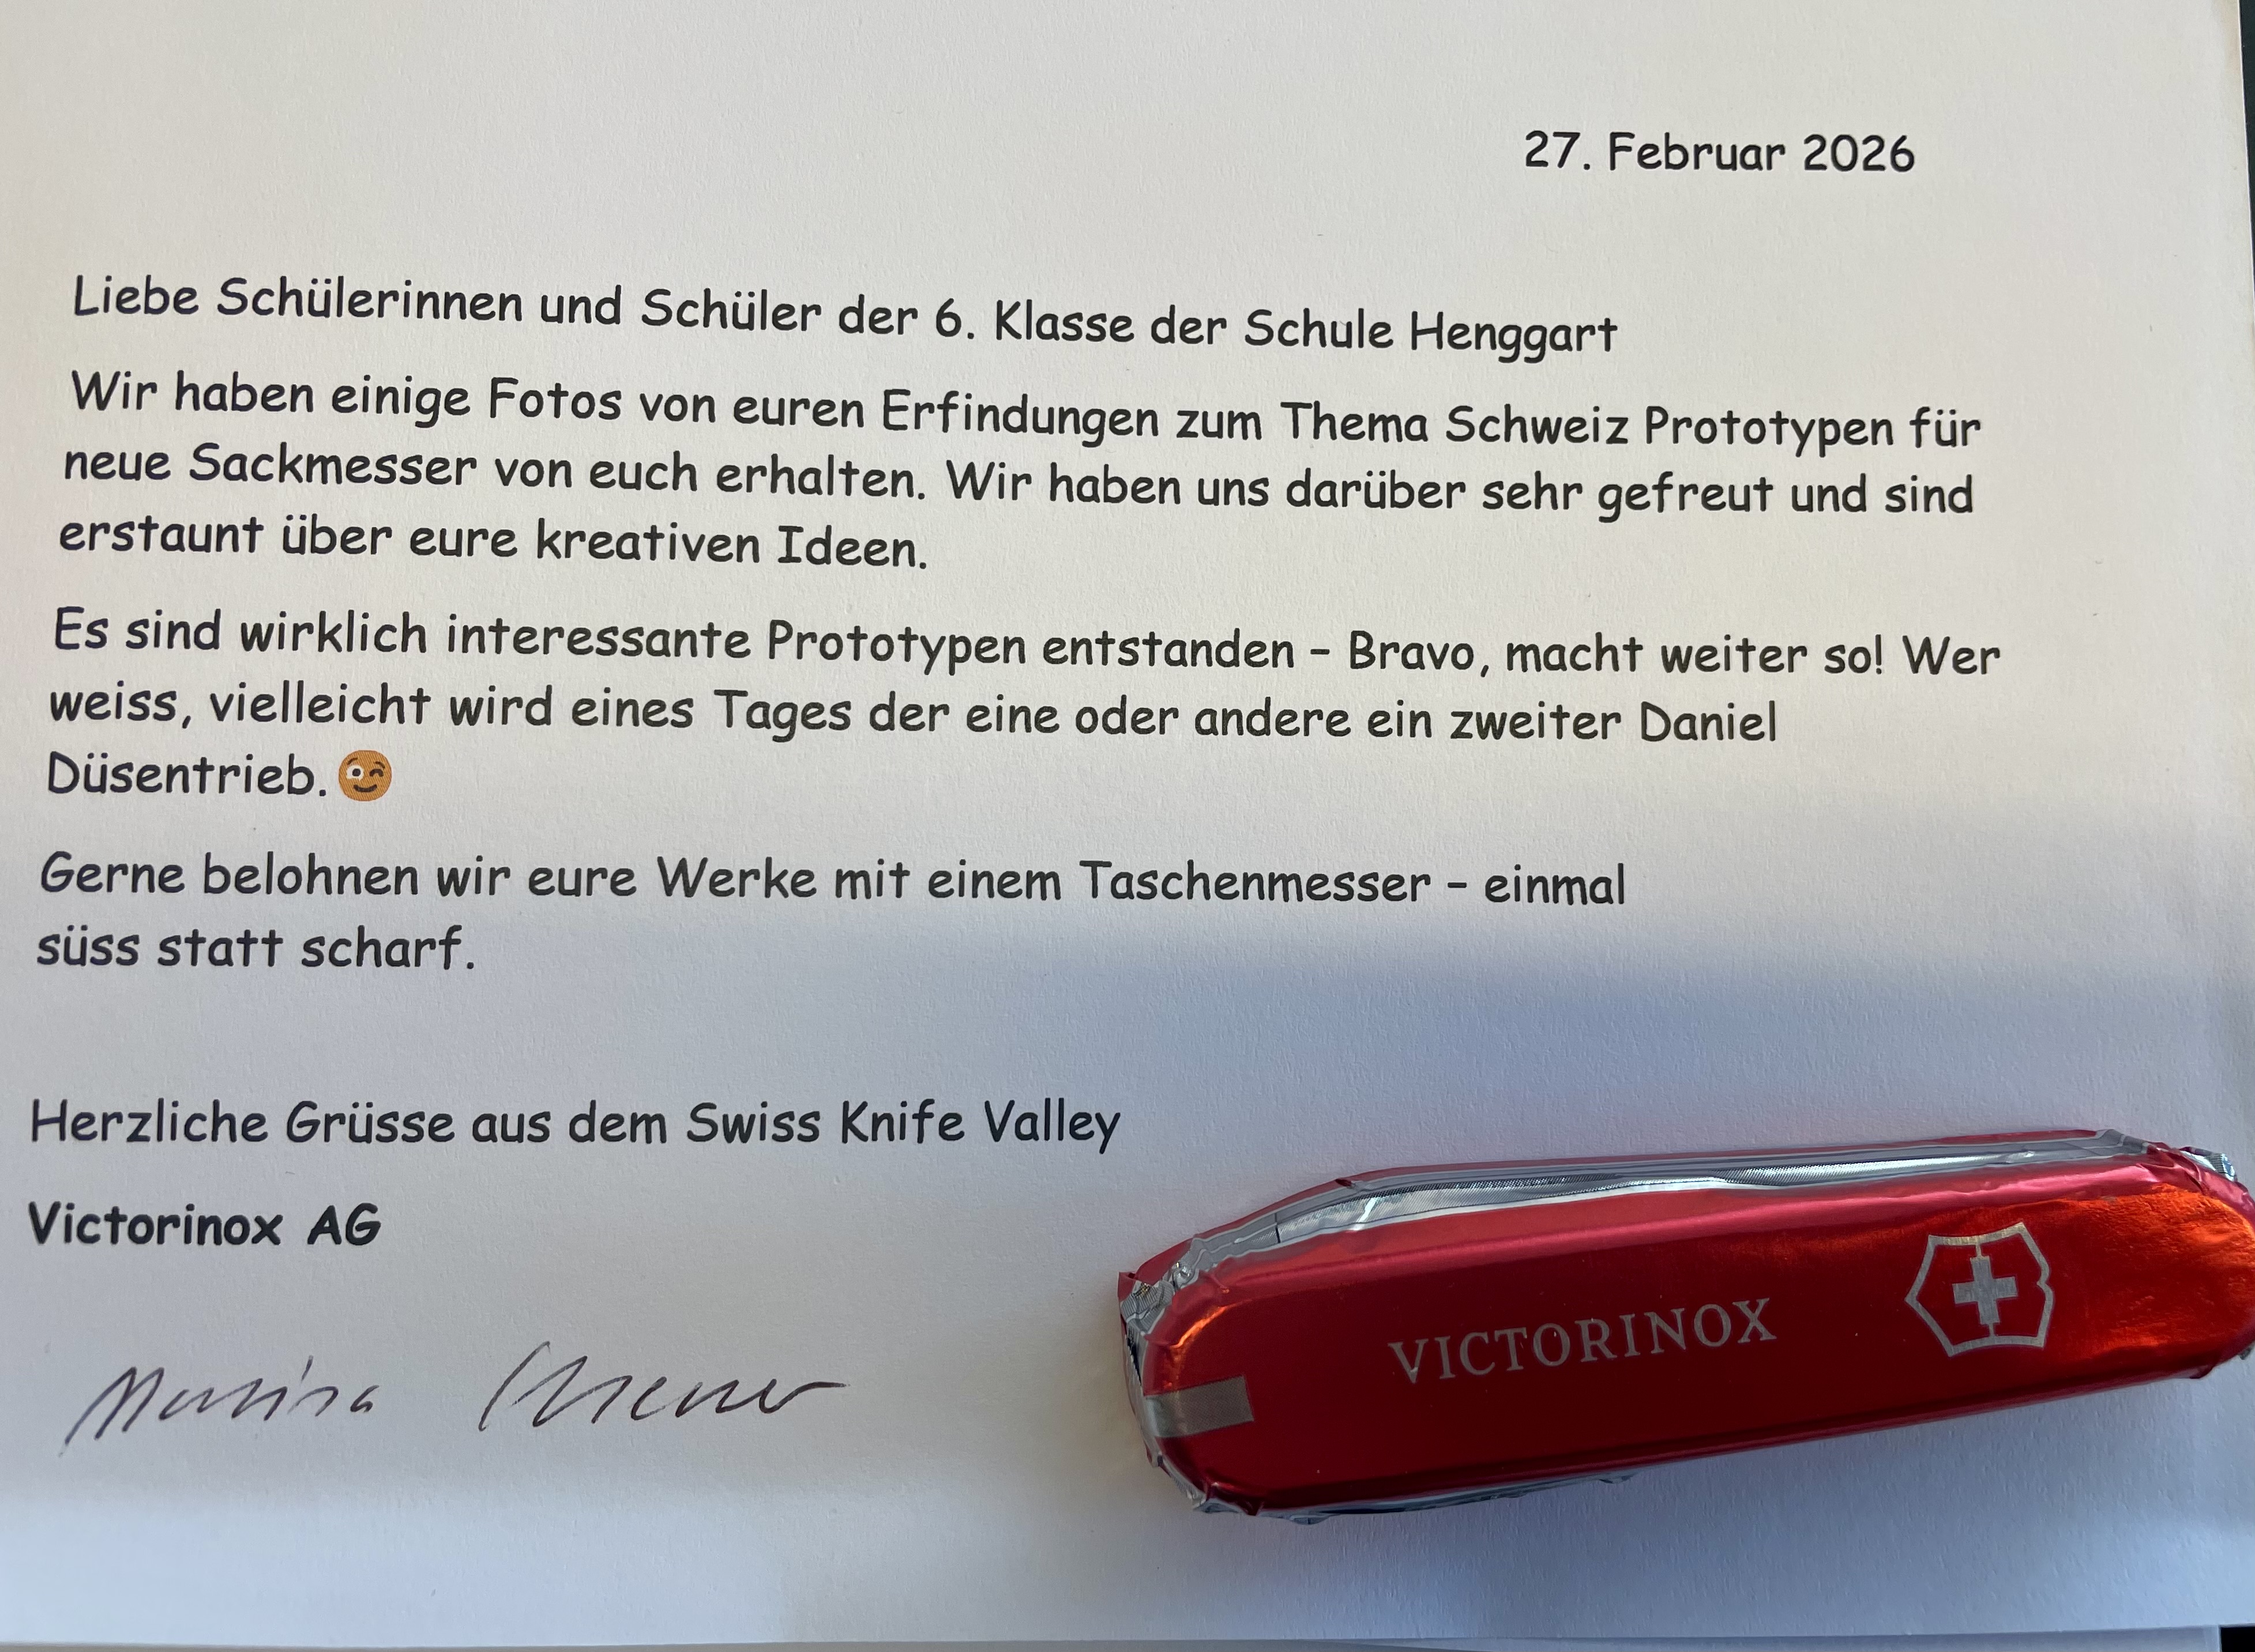 27. Februar 2026
Liebe Schülerinnen und Schüler der 6. Klasse der Schule Henggart
Wir haben einige Fotos von euren Erfindungen zum Thema Schweiz Prototypen für
neue Sackmesser von euch erhalten. Wir haben uns darüber sehr gefreut und sind
erstaunt über eure kreativen Ideen.
Es sind wirklich interessante Prototypen entstanden – Bravo, macht weiter so! Wer
weiss, vielleicht wird eines Tages der eine oder andere ein zweiter Daniel
Düsentrieb.😉
Gerne belohnen wir eure Werke mit einem Taschenmesser – einmal
süss statt scharf.
Herzliche Grüsse aus dem Swiss Knife Valley
Victorinox AG
VICTORINOX